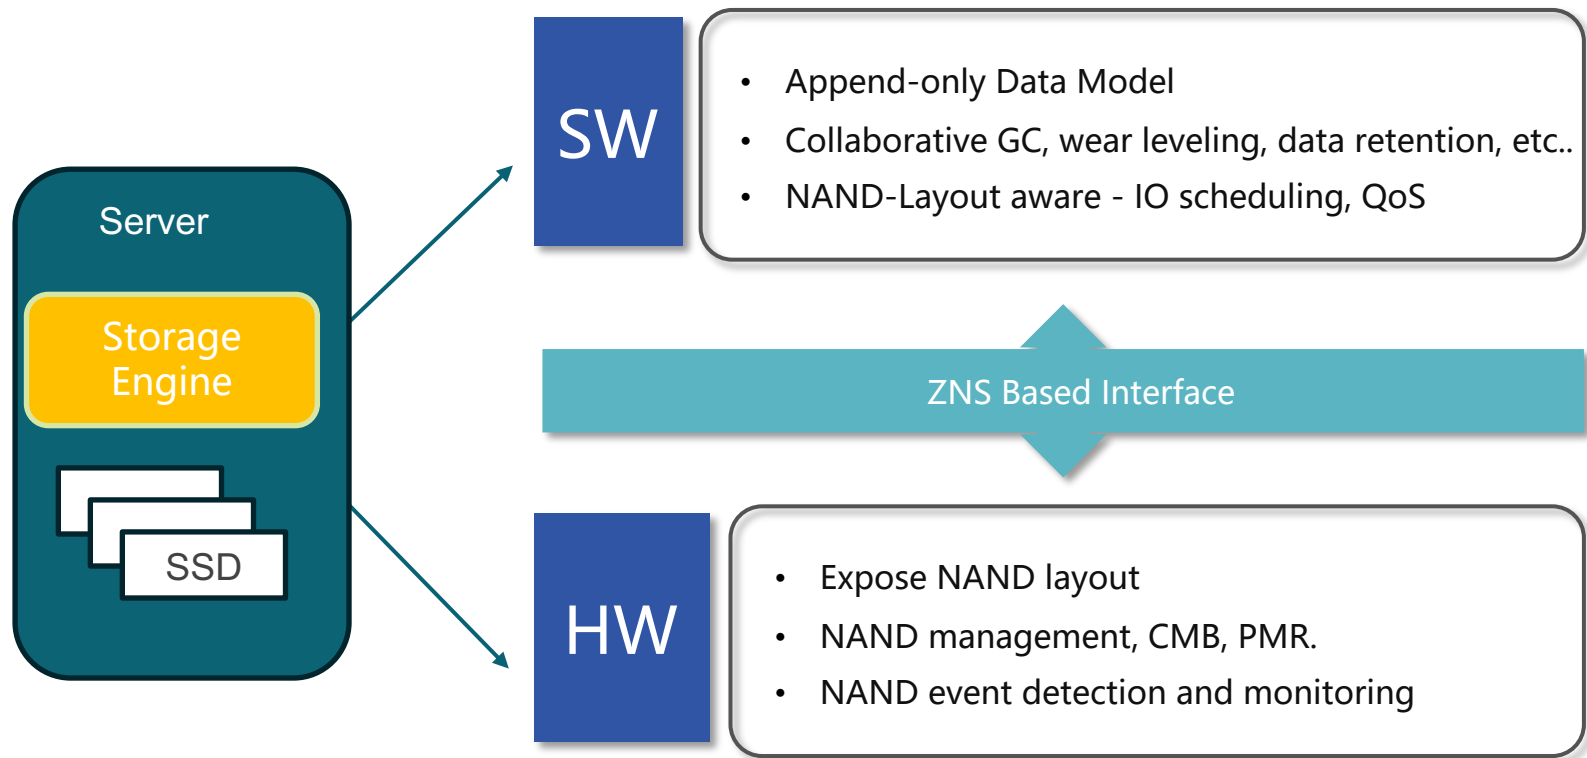 Server
Storage
Engine
SSD
SW
• Append-only Data Model
• Collaborative GC, wear leveling, data retention, etc..
• NAND-Layout aware - IO scheduling, QoS
ZNS Based Interface
HW
• Expose NAND layout
• NAND management, CMB, PMR.
• NAND event detection and monitoring